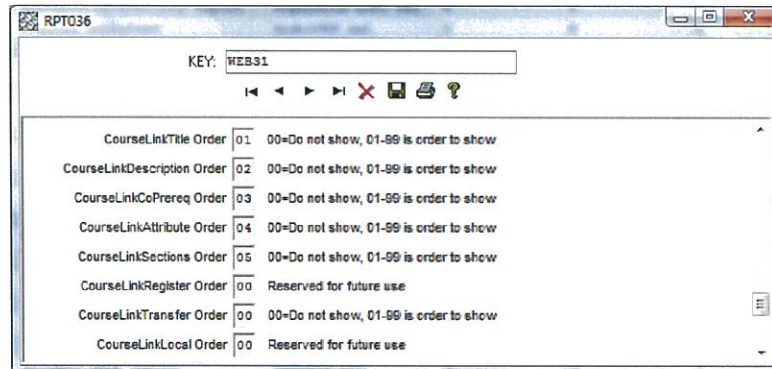 RPT036
KEY: WEB31
CourseLinkTitle Order 01 00=Do not show, 01-99 is order to show
CourseLinkDescription Order 02 00=Do not show, 01-99 is order to show
CourseLinkCoPrereq Order 03 00=Do not show, 01-99 is order to show
CourseLinkAttribute Order 04 00=Do not show, 01-99 is order to show
CourseLinkSections Order 05 00=Do not show, 01-99 is order to show
CourseLinkRegister Order 00 Reserved for future use
CourseLinkTransfer Order 00 00=Do not show, 01-99 is order to show
CourseLinkLocal Order 00 Reserved for future use